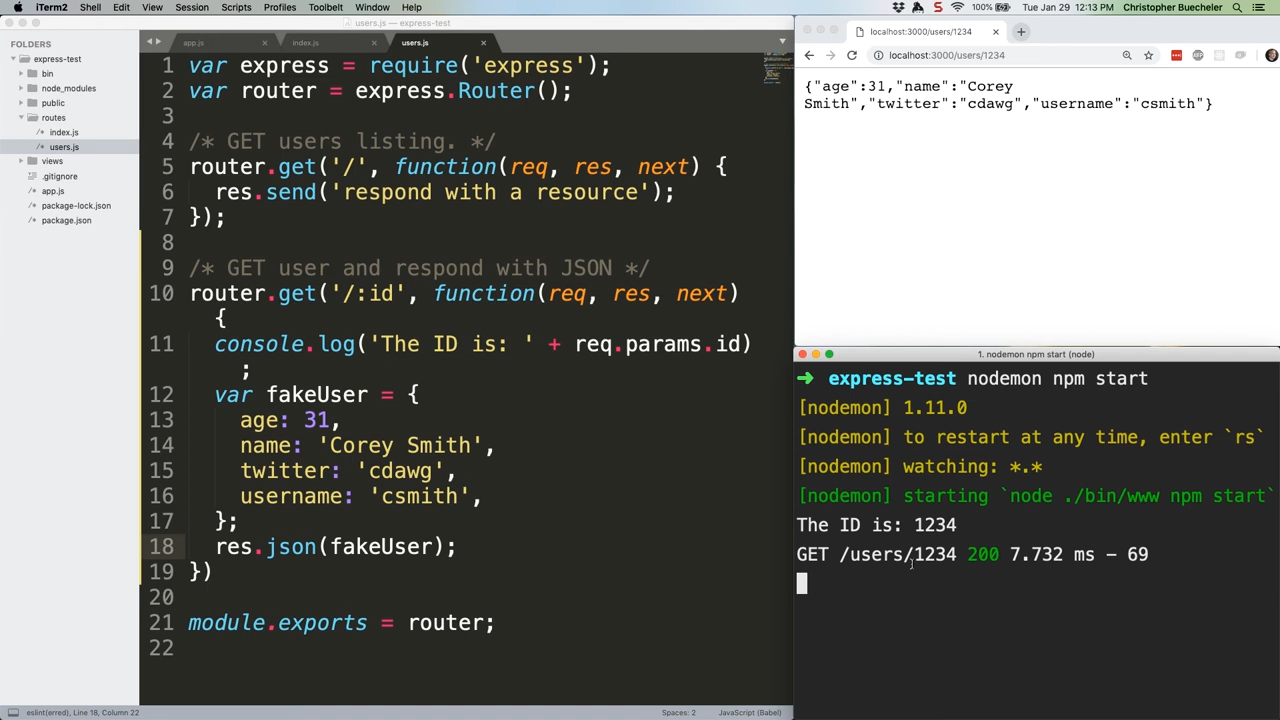 iTerm2 Shell Edit View Session Scripts Profiles Toolbelt Window Help
100% Tue Jan 29 12:13 PM Christopher Buecheler
users.js — express-test
FOLDERS
express-test
bin
node_modules
public
routes
index.js
users.js
views
.gitignore
app.js
package-lock.json
package.json
app.js
index.js
users.js
1 var express = require('express');
2 var router = express.Router();
3
4 /* GET users listing. */
5 router.get('/', function(req, res, next) {
6 res.send('respond with a resource');
7 });
8
9 /* GET user and respond with JSON */
10 router.get('/:id', function(req, res, next)
{
11 console.log('The ID is: ' + req.params.id)
;
12 var fakeUser = {
13 age: 31,
14 name: 'Corey Smith',
15 twitter: 'cdawg',
16 username: 'csmith',
17 };
18 res.json(fakeUser);
19 })
20
21 module.exports = router;
22
eslint(erred), Line 18, Column 22
Spaces: 2
JavaScript (Babel)
localhost:3000/users/1234
localhost:3000/users/1234
{"age":31,"name":"Corey
Smith","twitter":"cdawg","username":"csmith"}
1. nodemon npm start (node)
➜ express-test nodemon npm start
[nodemon] 1.11.0
[nodemon] to restart at any time, enter `rs`
[nodemon] watching: *.*
[nodemon] starting `node ./bin/www npm start`
The ID is: 1234
GET /users/1234 200 7.732 ms - 69